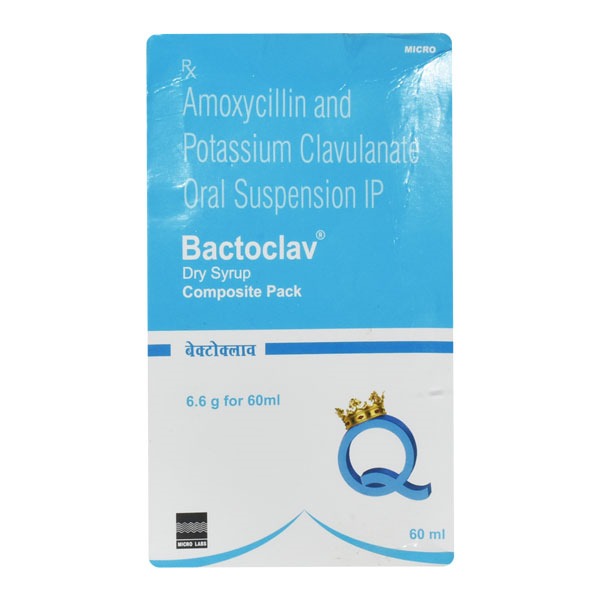 MICRO
Rx
Amoxycillin and
Potassium Clavulanate
Oral Suspension IP
Bactoclav®
Dry Syrup
Composite Pack
बेक्टोक्लाव
6.6 g for 60ml
Q
60 ml
MICRO LABS